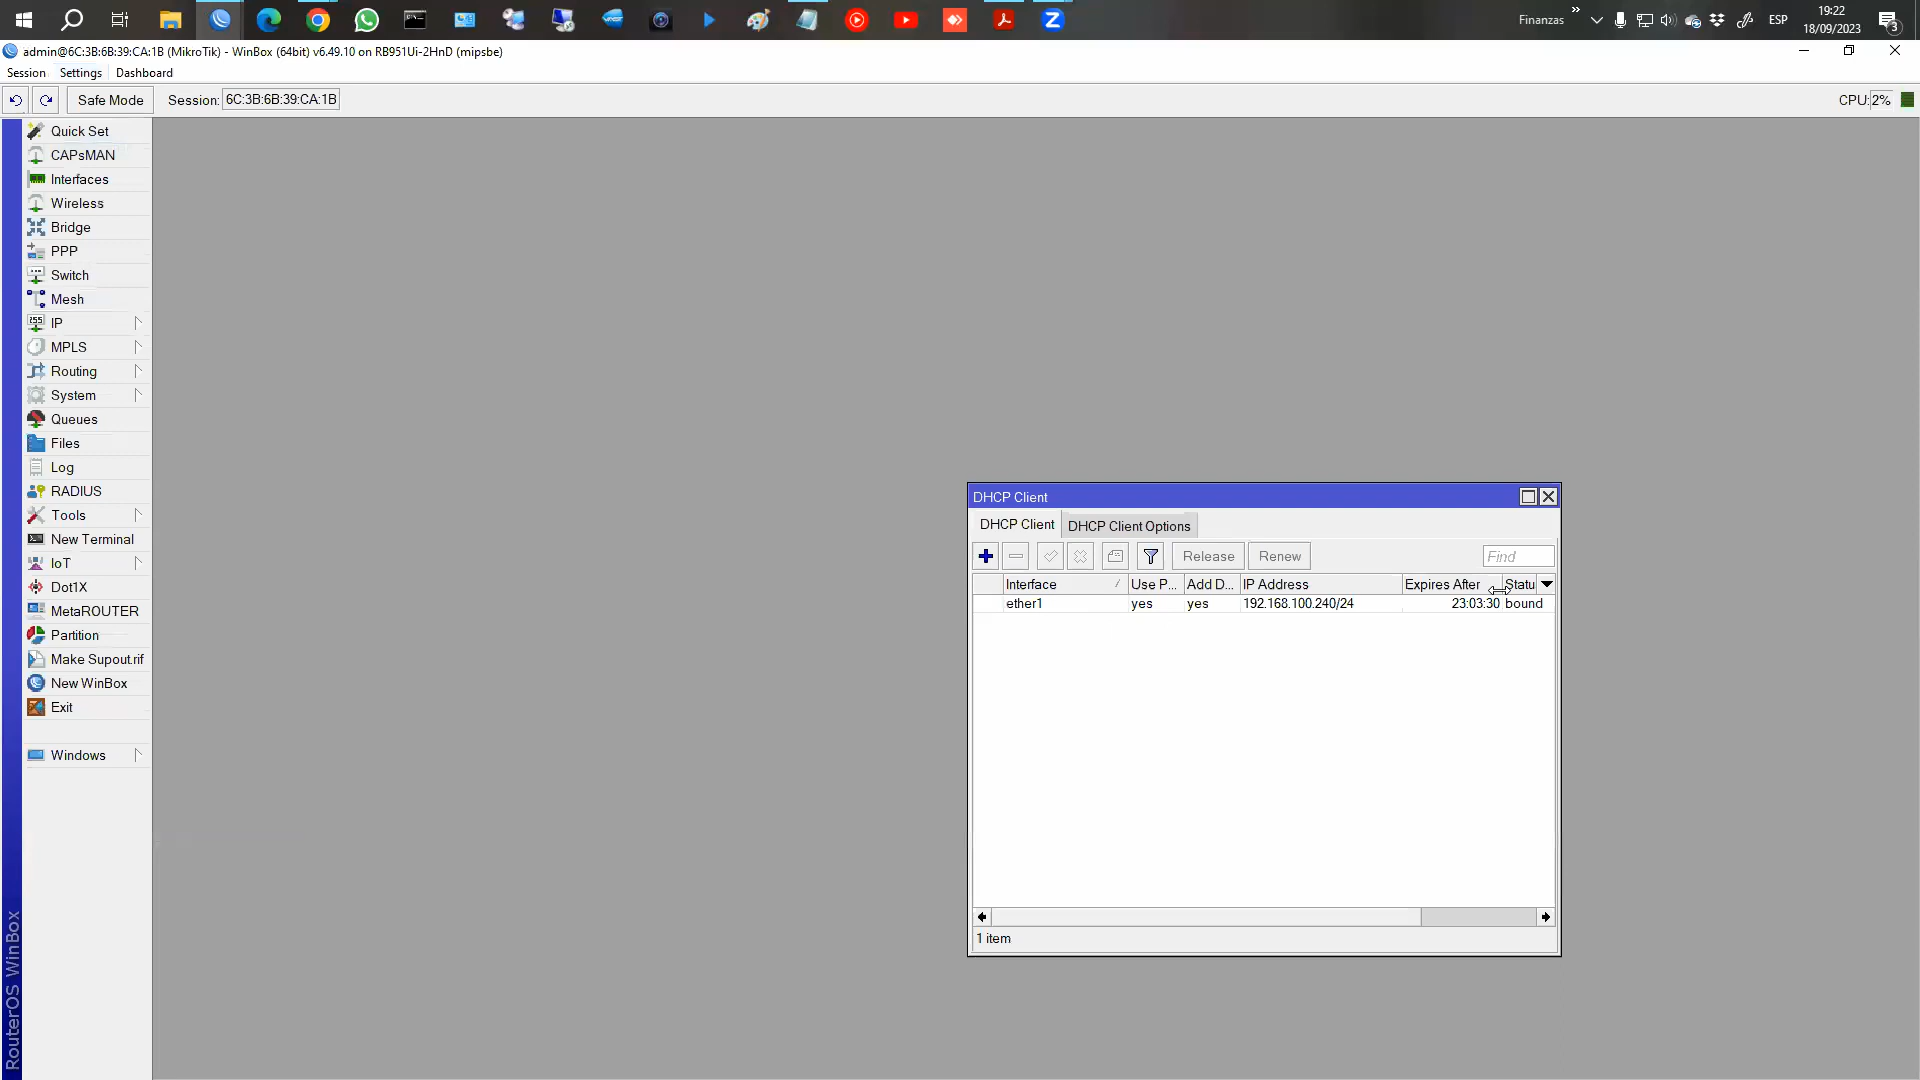 Finanzas
»
ESP
19:22
18/09/2023
3
admin@6C:3B:6B:39:CA:1B (MikroTik) - WinBox (64bit) v6.49.10 on RB951Ui-2HnD (mipsbe)
Session Settings Dashboard
Safe Mode Session: 6C:3B:6B:39:CA:1B CPU: 2%
Quick Set
CAPsMAN
Interfaces
Wireless
Bridge
PPP
Switch
Mesh
255 IP
MPLS
Routing
System
Queues
Files
Log
RADIUS
Tools
New Terminal
IoT
Dot1X
MetaROUTER
Partition
Make Supout.rif
New WinBox
Exit
Windows
RouterOS WinBox
DHCP Client
DHCP Client DHCP Client Options
Release Renew Find
Interface Use P... Add D... IP Address Expires After Statu
ether1 yes yes 192.168.100.240/24 23:03:30 bound
1 item